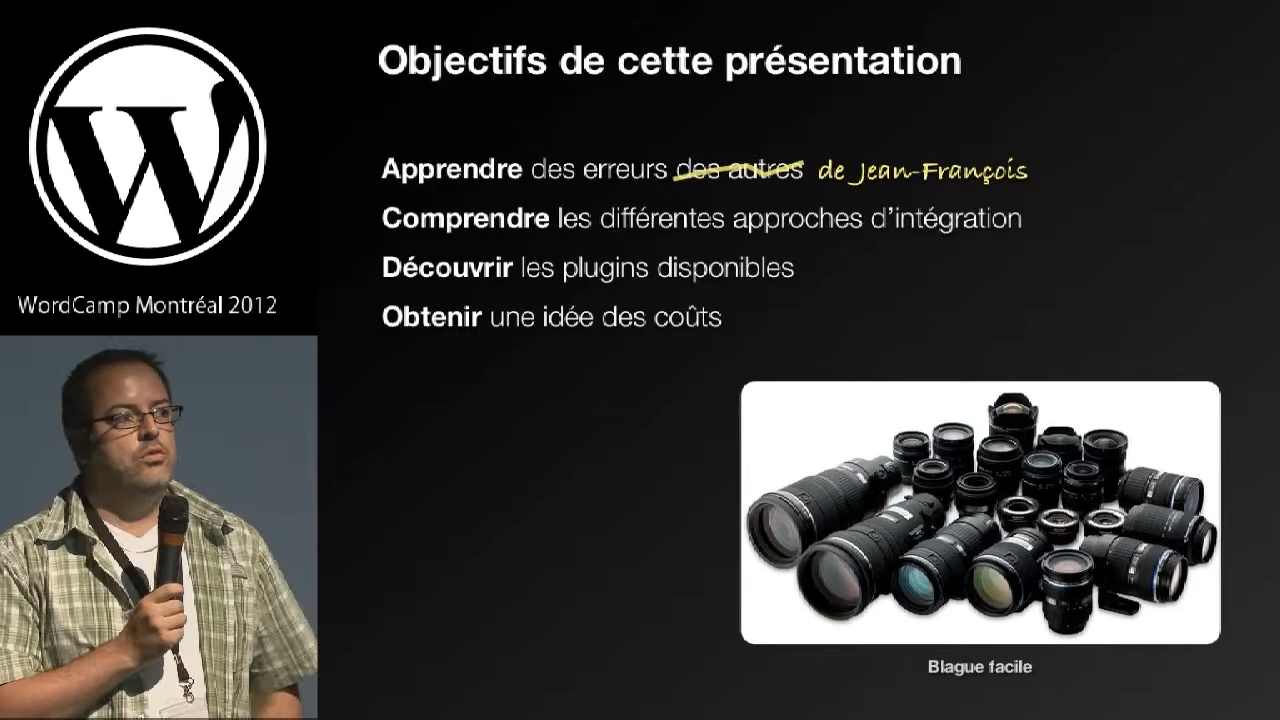 Objectifs de cette présentation
Apprendre des erreurs des autres de Jean-François
Comprendre les différentes approches d'intégration
Découvrir les plugins disponibles
Obtenir une idée des coûts
WordCamp Montréal 2012
Blague facile